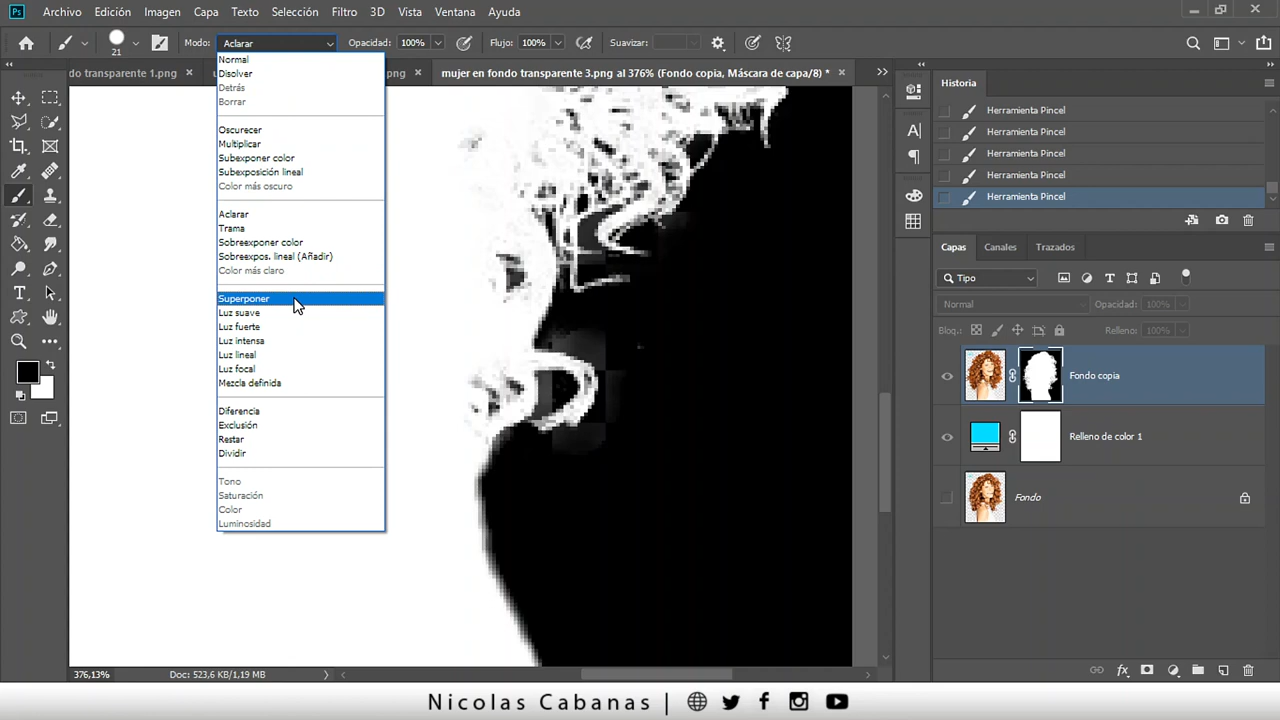 Archivo Edición Imagen Capa Texto Selección Filtro 3D Vista Ventana Ayuda
21 Modo: Aclarar Opacidad: 100% Flujo: 100% Suavizar:
do transparente 1.png × .png × mujer en fondo transparente 3.png al 376% (Fondo copia, Máscara de capa/8) * ×
Normal
Disolver
Detrás
Borrar
Oscurecer
Multiplicar
Subexponer color
Subexposición lineal
Color más oscuro
Aclarar
Trama
Sobreexponer color
Sobreexpos. lineal (Añadir)
Color más claro
Superponer
Luz suave
Luz fuerte
Luz intensa
Luz lineal
Luz focal
Mezcla definida
Diferencia
Exclusión
Restar
Dividir
Tono
Saturación
Color
Luminosidad
Historia
Herramienta Pincel
Herramienta Pincel
Herramienta Pincel
Herramienta Pincel
Herramienta Pincel
Capas Canales Trazados
Tipo
Normal Opacidad: 100%
Bloq.: Relleno: 100%
Fondo copia
Relleno de color 1
Fondo
376,13% Doc: 523,6 KB/1,19 MB
Nicolas Cabanas |